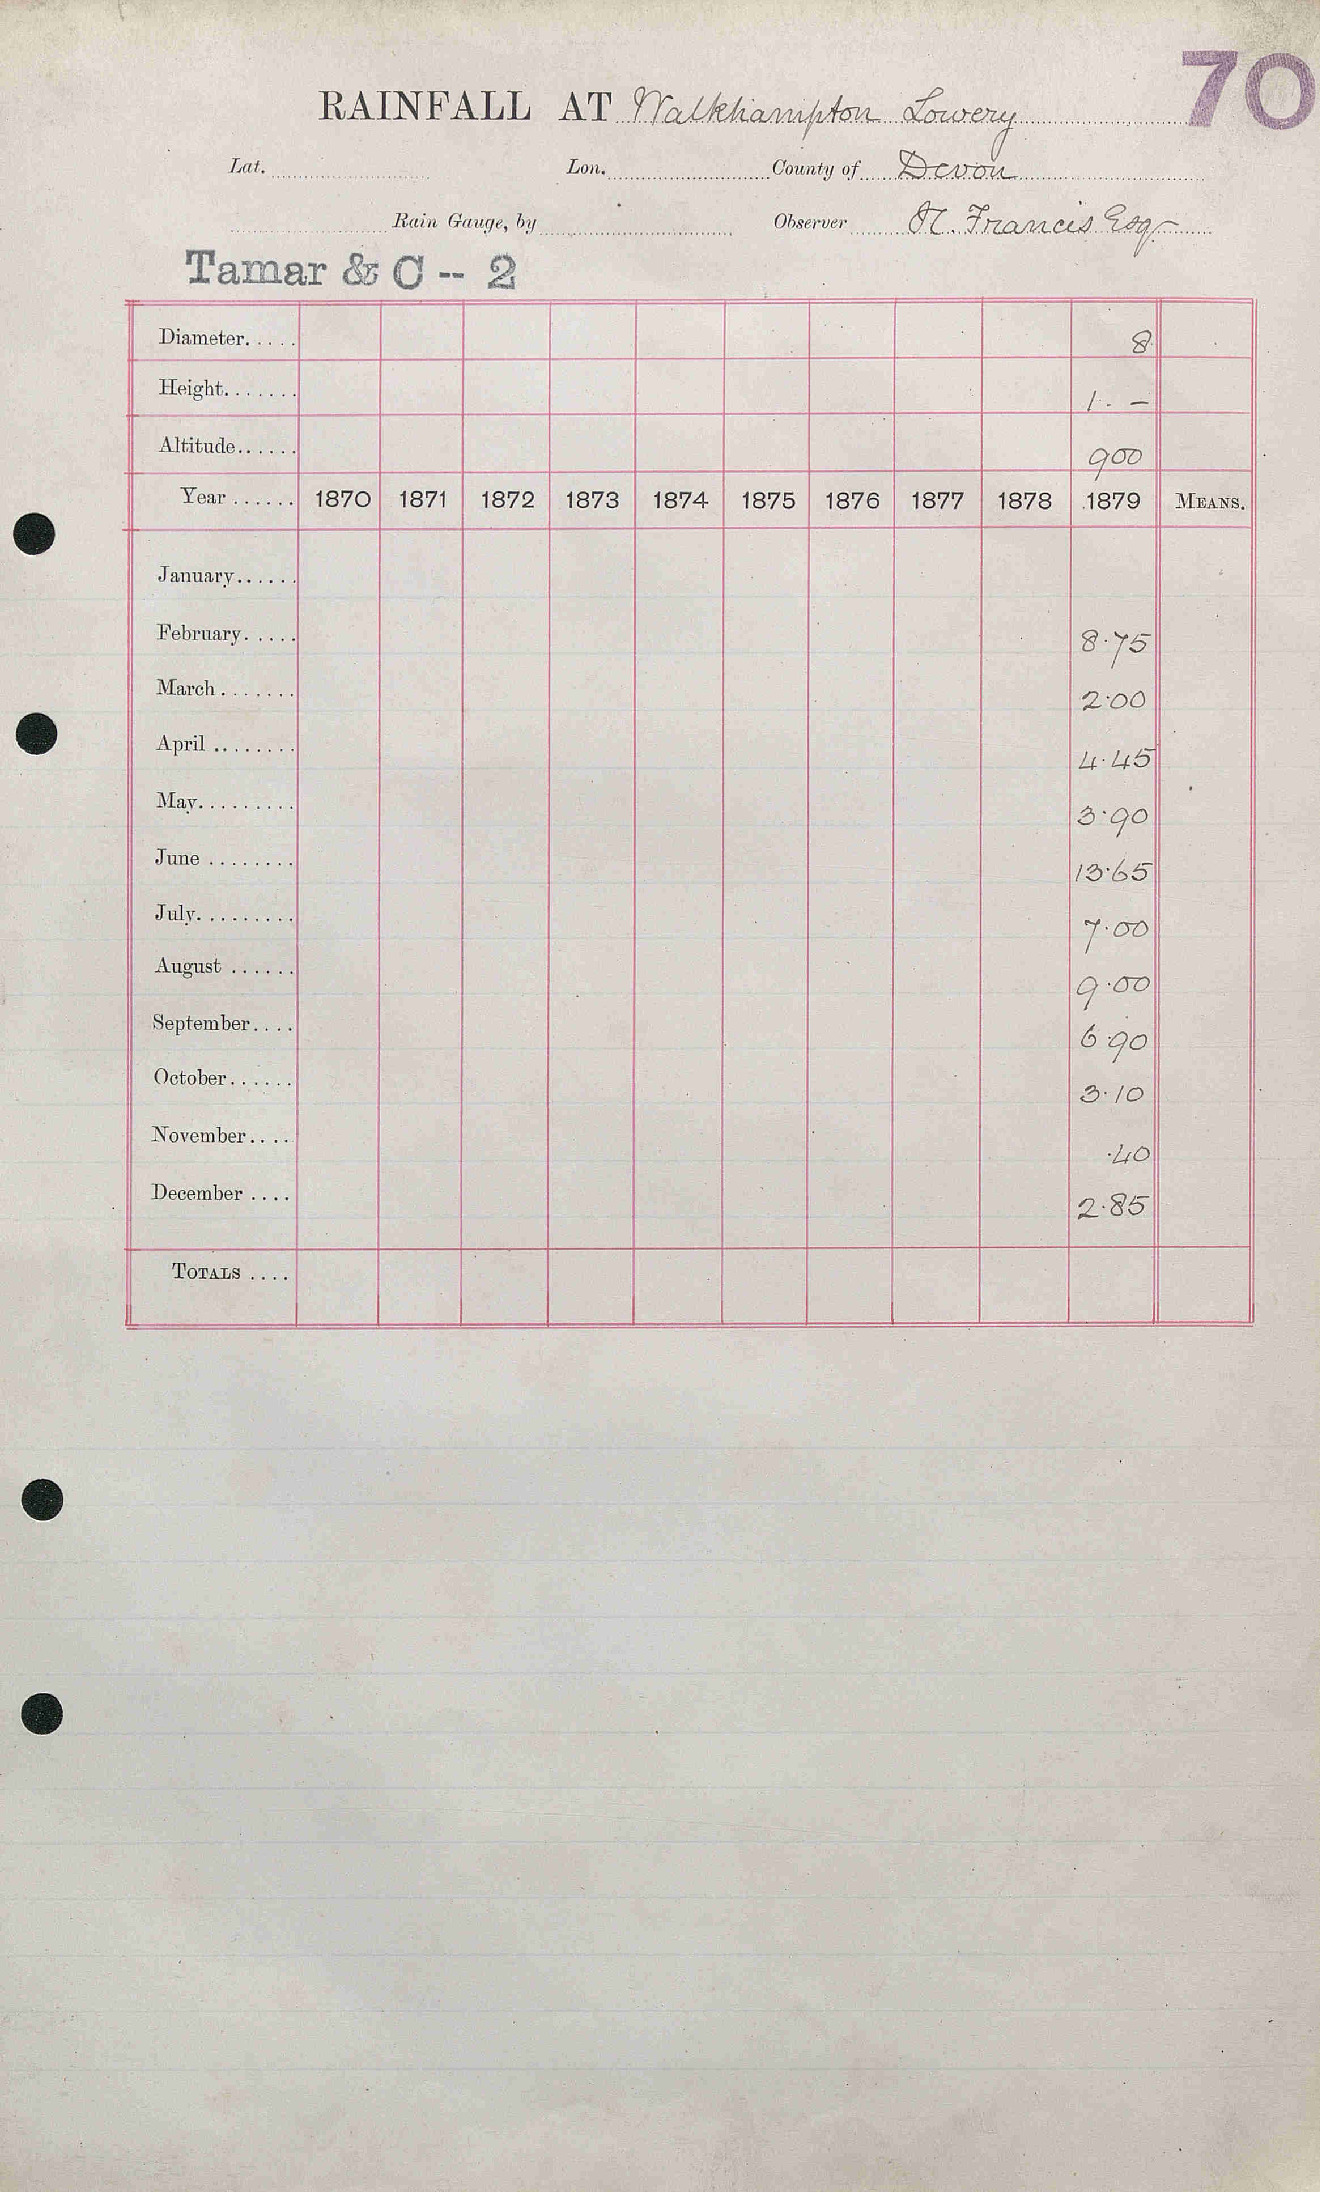 70
RAINFALL AT Walkhampton Lowery
Lat. Lon. County of Devon
Rain Gauge, by Observer Francis Esq.
Tamar & C -- 2
Diameter..... 8
Height....... 1. –
Altitude...... 900
Year ...... 1870 1871 1872 1873 1874 1875 1876 1877 1878 1879 MEANS.
January......
February..... 8.75
March ....... 2.00
April ........ 4.45
May......... 3.90
June ........ 13.65
July......... 7.00
August ...... 9.00
September.... 6.90
October...... 3.10
November.... .40
December .... 2.85
TOTALS ....